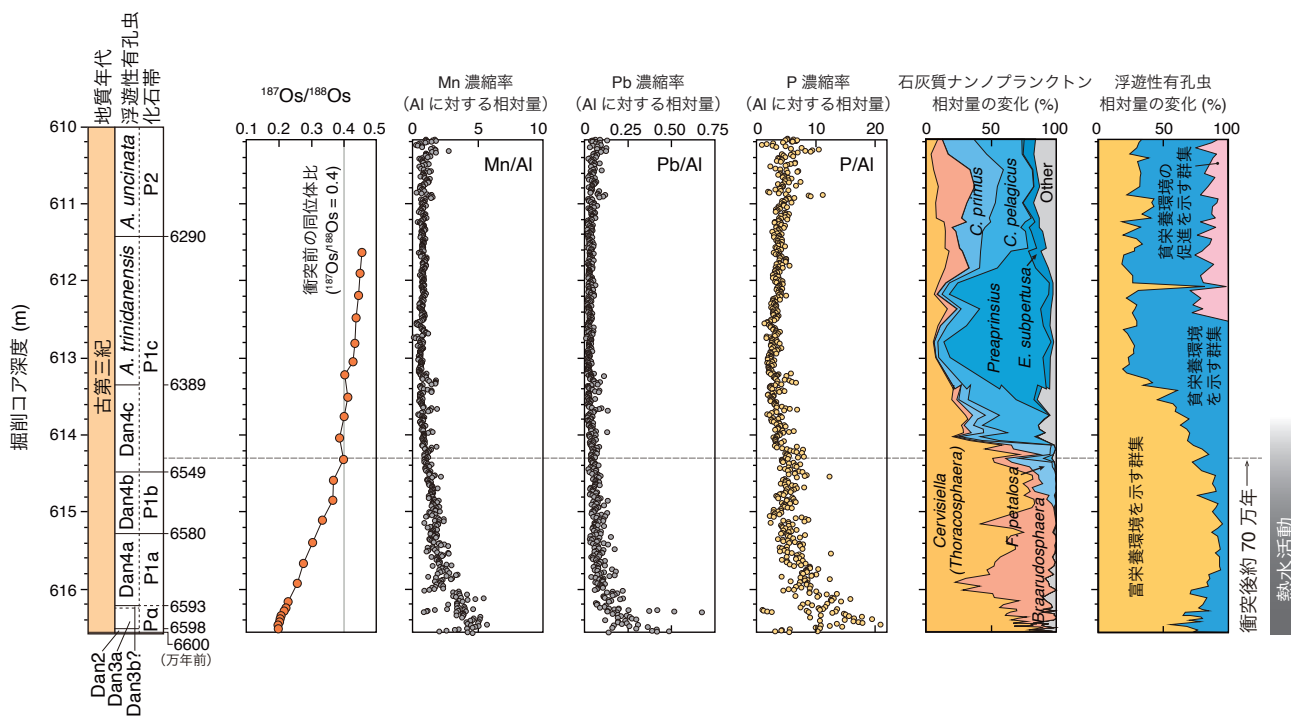 掘削コア深度 (m)
610
611
612
613
614
615
616
地質年代
浮遊性有孔虫
化石帯
古第三紀
A. uncinata
P2
A. trinidanensis
P1c
Dan4c
Dan4b
P1b
Dan4a
P1a
Pα
Dan2
Dan3a
Dan3b?
6290
6389
6549
6580
6593
6598
6600
(万年前)
187Os/188Os
0.1 0.2 0.3 0.4 0.5
衝突前の同位体比
(187Os/188Os = 0.4)
Mn 濃縮率
(Al に対する相対量)
0 5 10
Mn/Al
Pb 濃縮率
(Al に対する相対量)
0 0.25 0.50 0.75
Pb/Al
P 濃縮率
(Al に対する相対量)
0 10 20
P/Al
石灰質ナンノプランクトン
相対量の変化 (%)
0 50 100
C. primus
C. pelagicus
Other
Preaprinsius
E. subpertusa
Cervisiella
(Thoracosphaera)
F. petalosa
Braarudosphaera
浮遊性有孔虫
相対量の変化 (%)
0 50 100
貧栄養環境の
促進を示す群集
貧栄養環境
を示す群集
富栄養環境を示す群集
衝突後約 70 万年
熱水活動